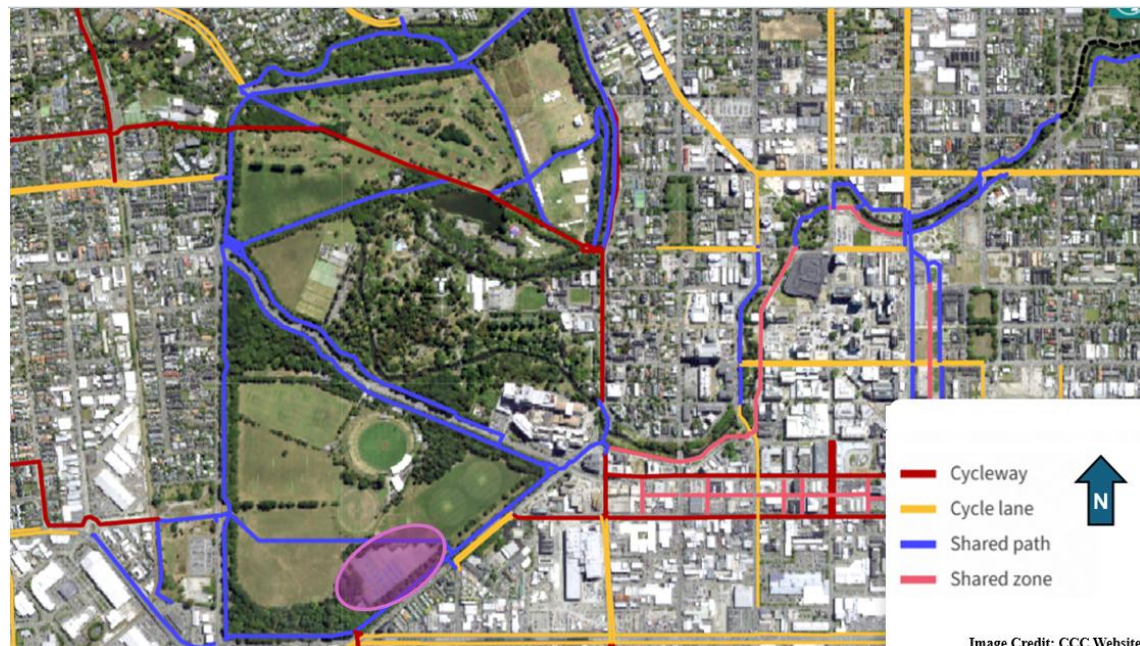 Cycleway
Cycle lane
Shared path
Shared zone
N
Image Credit: CCC Website